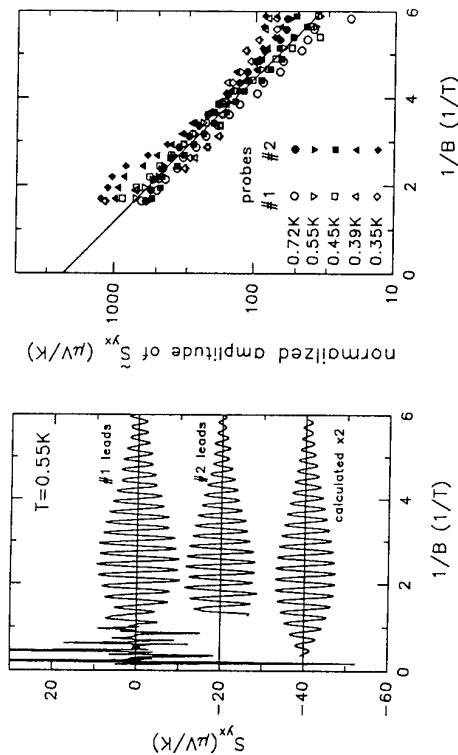 T=0.55K
#1 leads
#2 leads
calculated x2
20
0
-20
-40
-60
S_yx (μV/K)
0 2 4 6
1/B (1/T)
1000
100
10
normalized amplitude of S̃_yx (μV/K)
probes
#1 #2
0.72K
0.55K
0.45K
0.39K
0.35K
0 2 4 6
1/B (1/T)